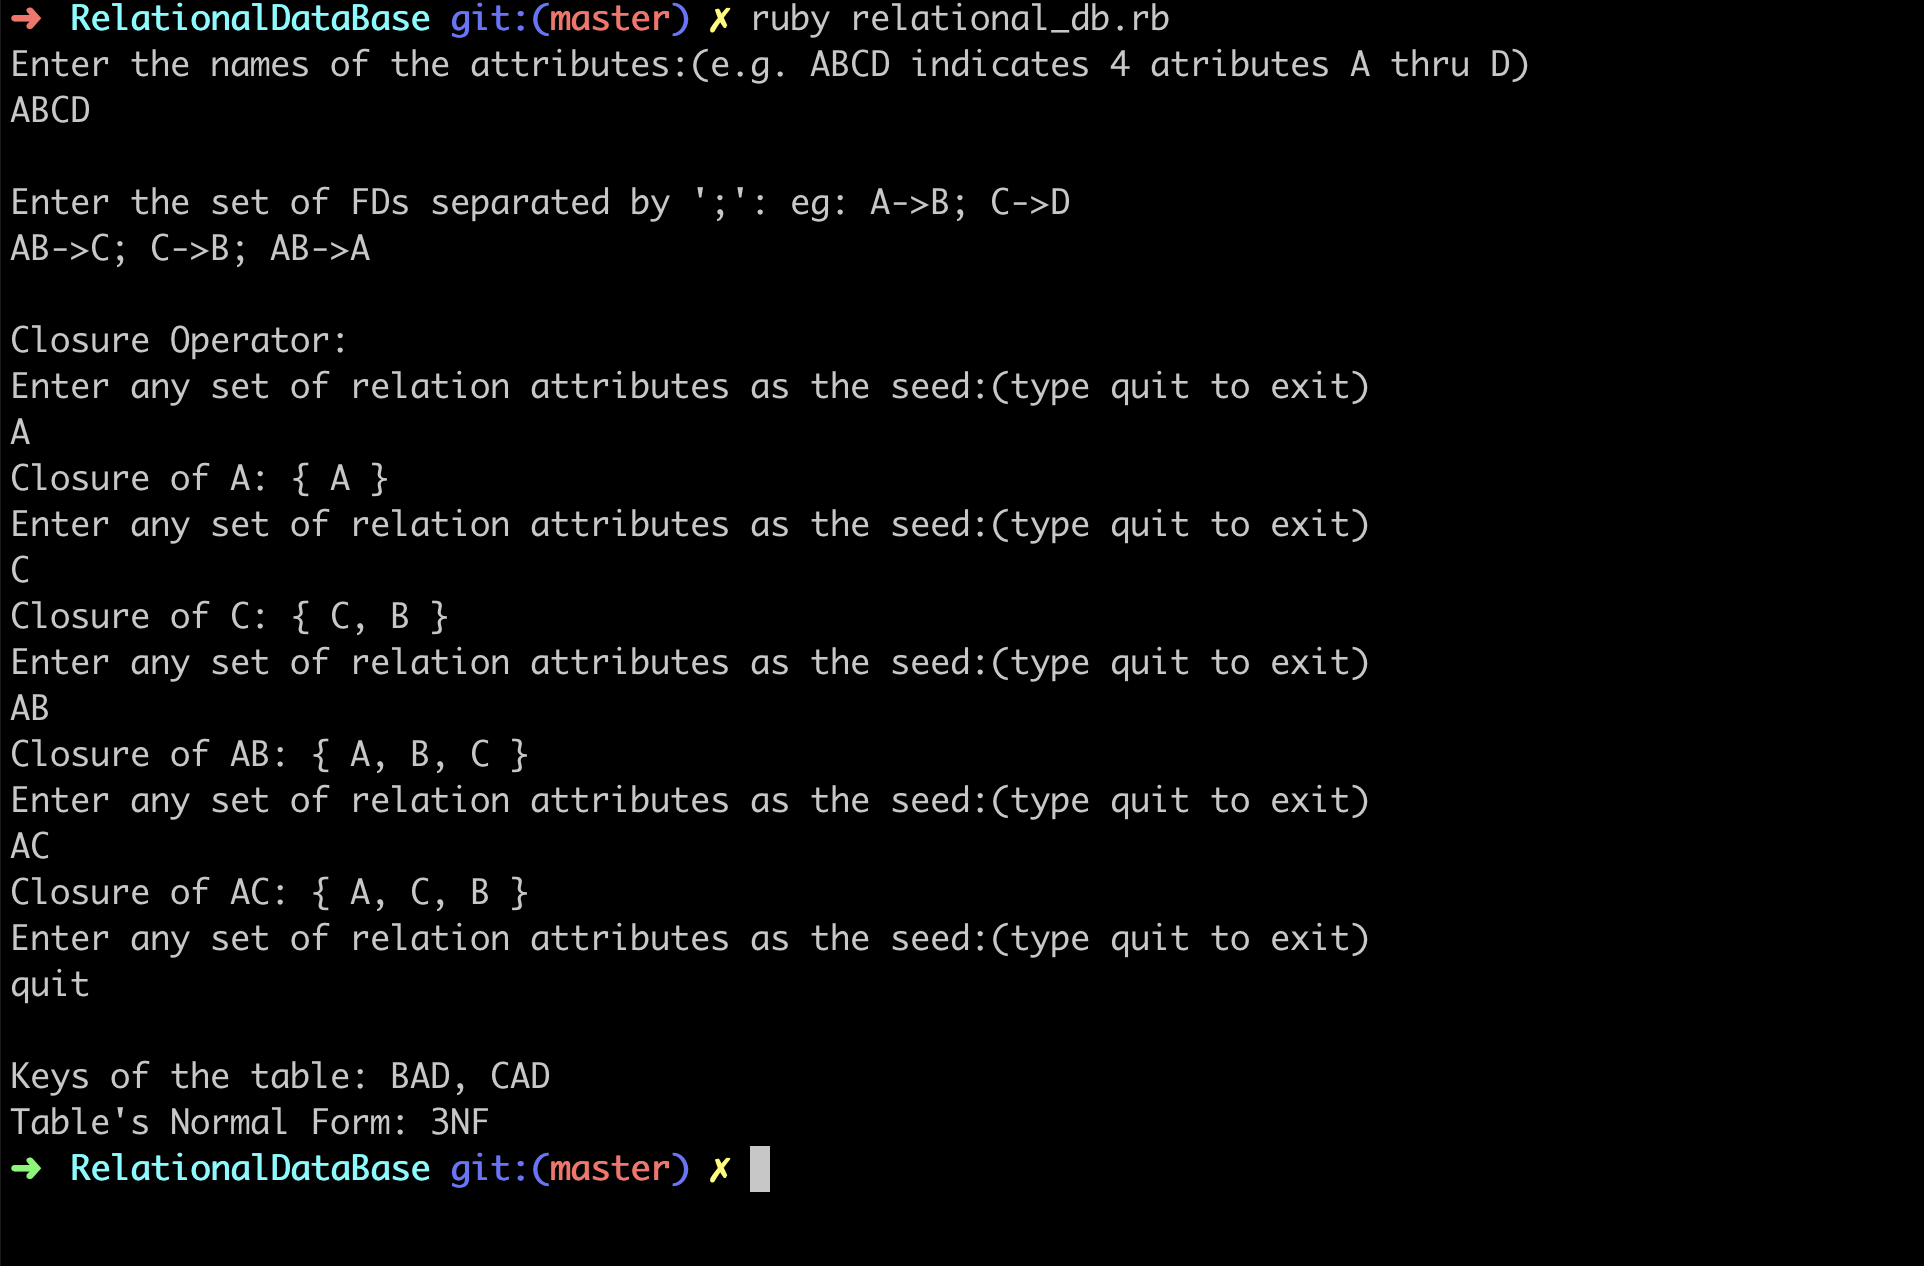 ➜ RelationalDataBase git:(master) ✗ ruby relational_db.rb
Enter the names of the attributes:(e.g. ABCD indicates 4 atributes A thru D)
ABCD
Enter the set of FDs separated by ';': eg: A->B; C->D
AB->C; C->B; AB->A
Closure Operator:
Enter any set of relation attributes as the seed:(type quit to exit)
A
Closure of A: { A }
Enter any set of relation attributes as the seed:(type quit to exit)
C
Closure of C: { C, B }
Enter any set of relation attributes as the seed:(type quit to exit)
AB
Closure of AB: { A, B, C }
Enter any set of relation attributes as the seed:(type quit to exit)
AC
Closure of AC: { A, C, B }
Enter any set of relation attributes as the seed:(type quit to exit)
quit
Keys of the table: BAD, CAD
Table's Normal Form: 3NF
➜ RelationalDataBase git:(master) ✗